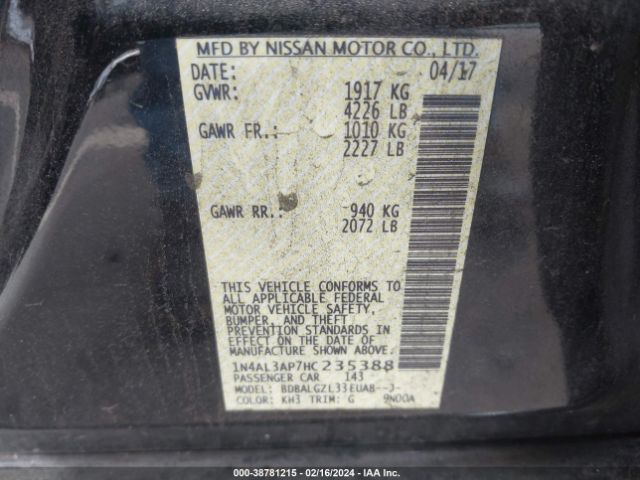 MFD BY NISSAN MOTOR CO., LTD.
DATE: 04/17
GVWR: 1917 KG
4226 LB
GAWR FR.: 1010 KG
2227 LB
GAWR RR.: 940 KG
2072 LB
THIS VEHICLE CONFORMS TO
ALL APPLICABLE FEDERAL
MOTOR VEHICLE SAFETY,
BUMPER, AND THEFT
PREVENTION STANDARDS IN
EFFECT ON THE DATE OF
MANUFACTURE SHOWN ABOVE.
1N4AL3AP7HC235388
PASSENGER CAR 143
MODEL: BDBALGZL33EUA8--J-
COLOR: KH3 TRIM: G 9N00A
000-38781215 - 02/16/2024 - IAA Inc.